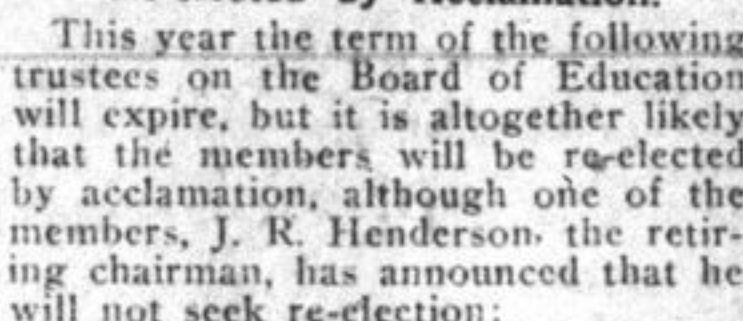 by Acclamation.
This year the term of the following
trustees on the Board of Education
will expire, but it is altogether likely
that the members will be re-elected
by acclamation, although one of the
members, J. R. Henderson, the retir-
ing chairman, has announced that he
will not seek re-election: